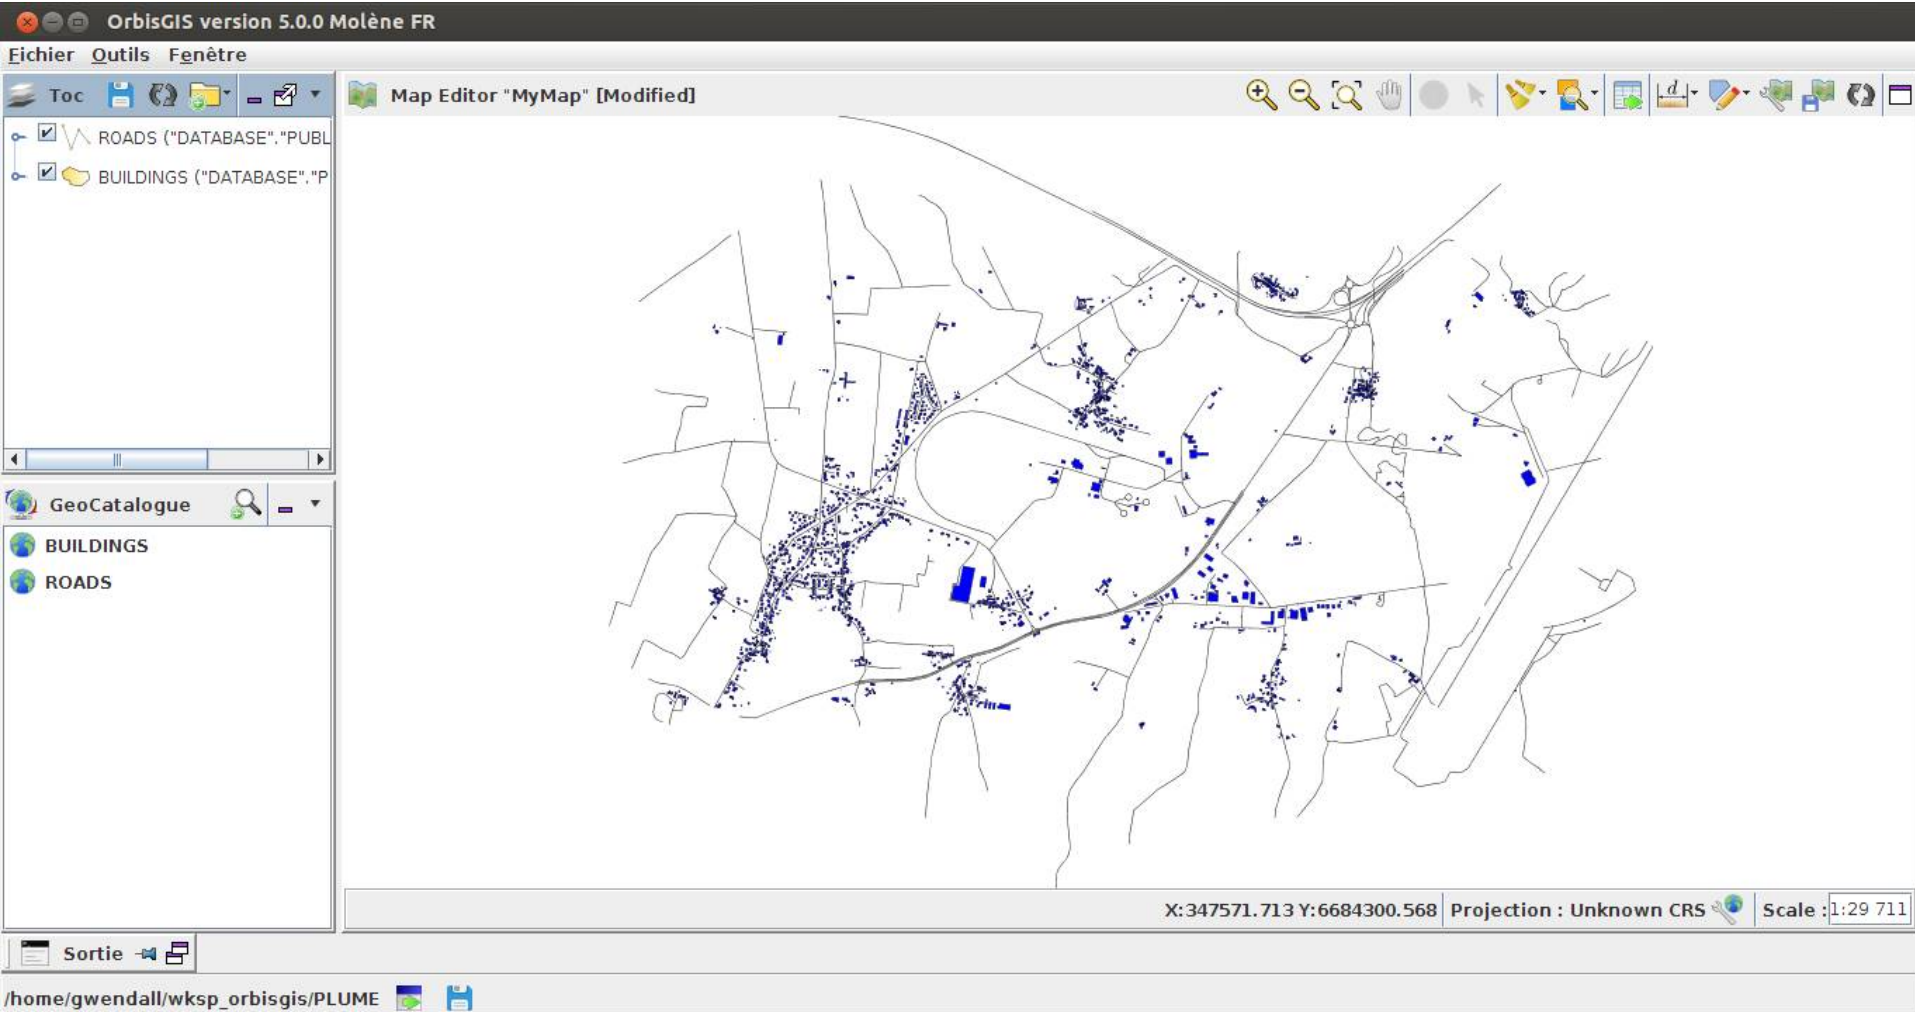 OrbisGIS version 5.0.0 Molène FR
Fichier Outils Fenêtre
Toc
Map Editor "MyMap" [Modified]
d
ROADS ("DATABASE"."PUBL
BUILDINGS ("DATABASE"."P
GeoCatalogue
BUILDINGS
ROADS
X:347571.713 Y:6684300.568 Projection : Unknown CRS Scale : 1:29 711
Sortie
/home/gwendall/wksp_orbisgis/PLUME